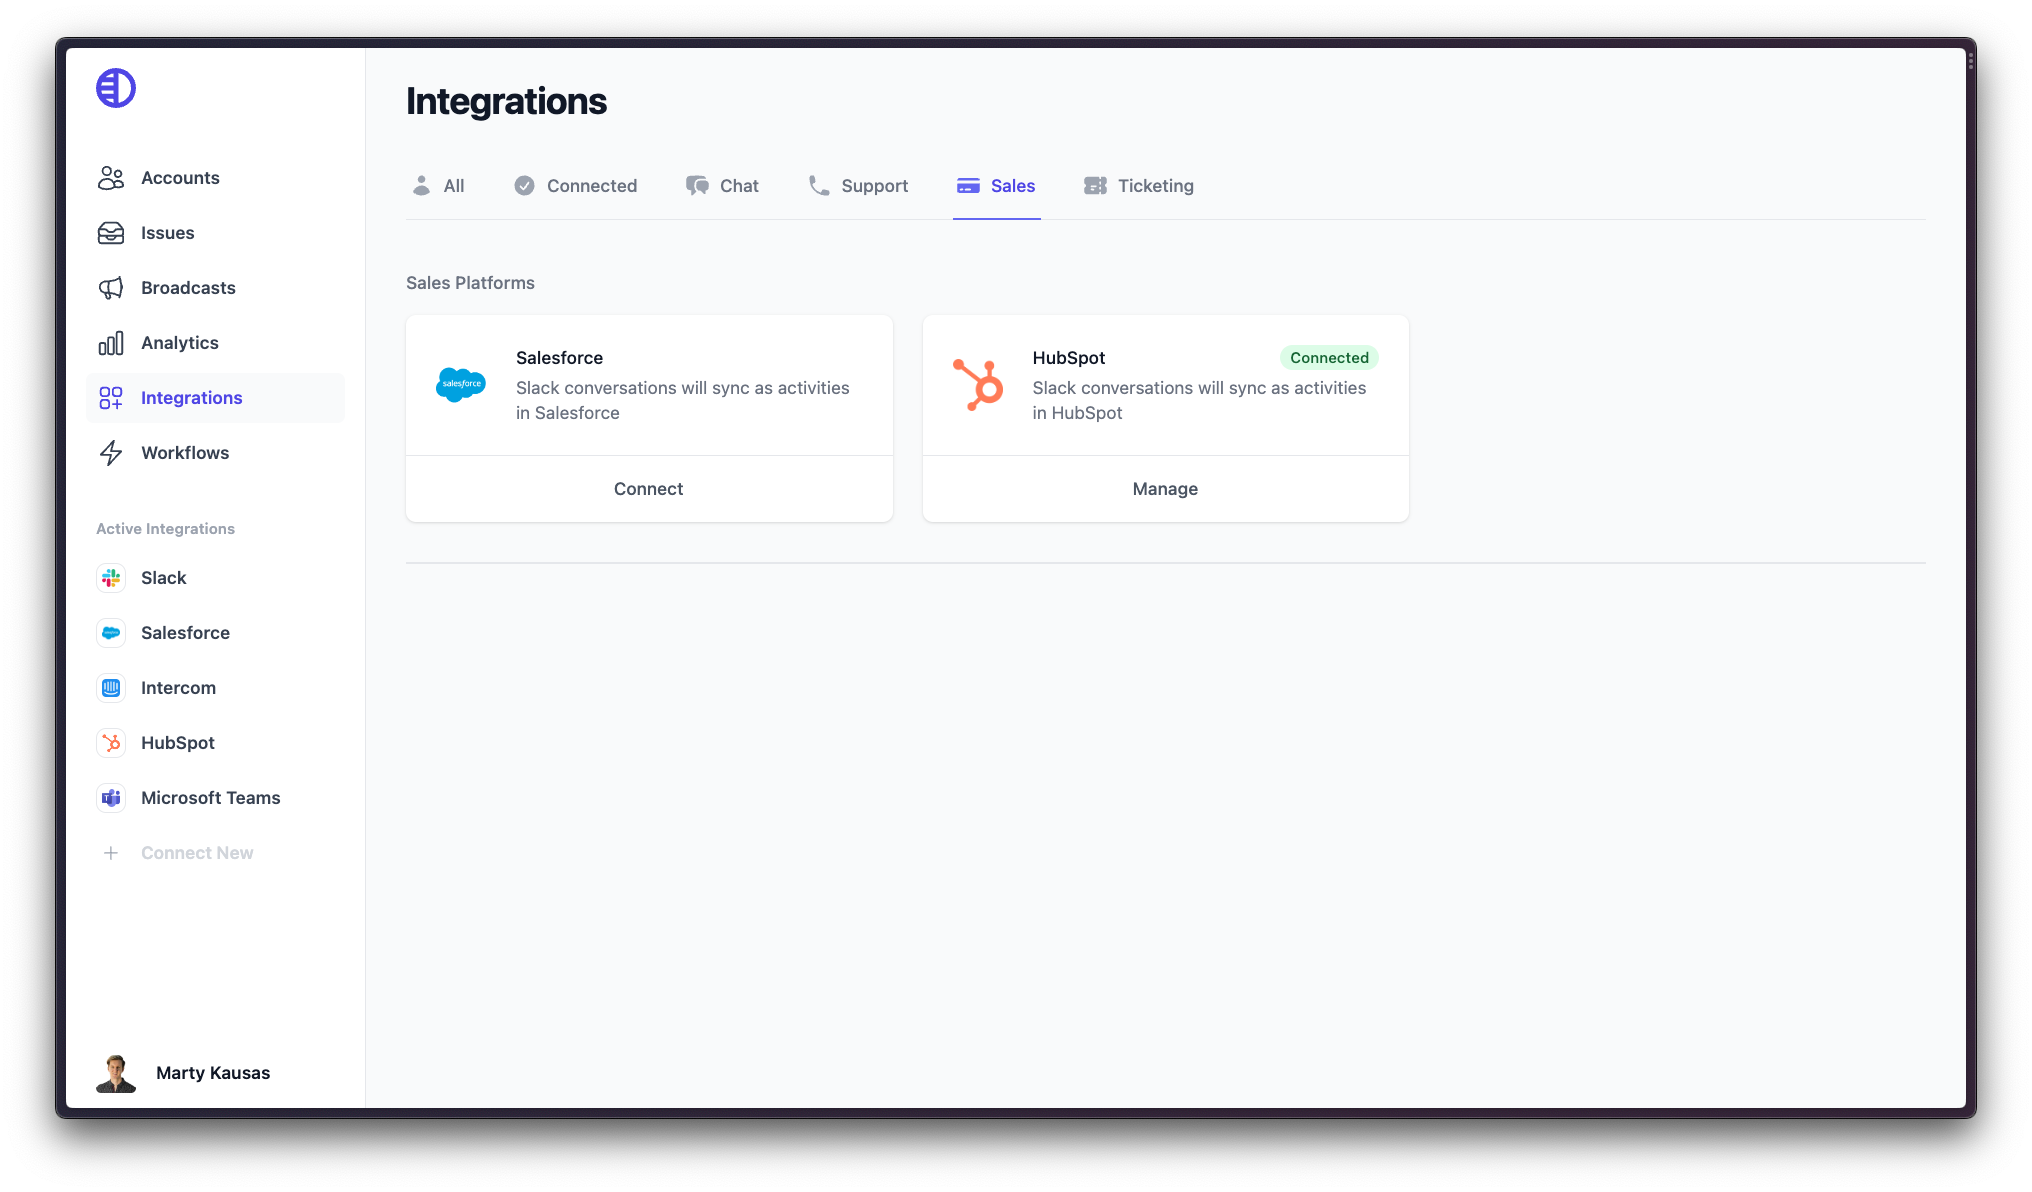 Accounts
Issues
Broadcasts
Analytics
Integrations
Workflows
Active Integrations
Slack
Salesforce
Intercom
HubSpot
Microsoft Teams
Connect New
Marty Kausas
Integrations
All
Connected
Chat
Support
Sales
Ticketing
Sales Platforms
salesforce
Salesforce
Slack conversations will sync as activities
in Salesforce
Connect
HubSpot
Connected
Slack conversations will sync as activities
in HubSpot
Manage